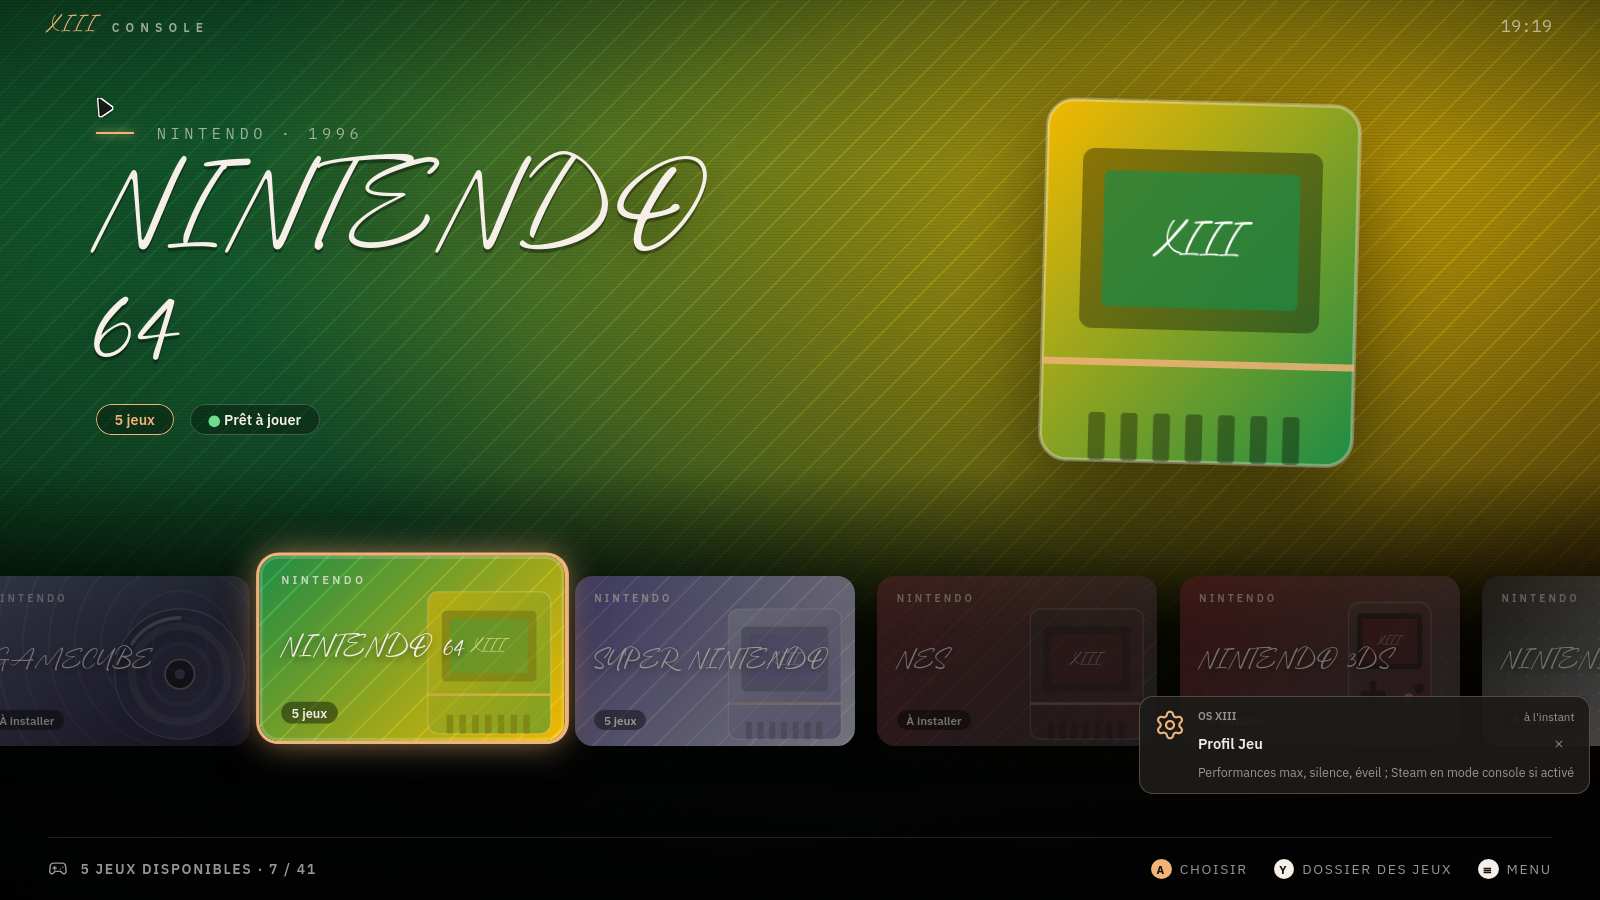 XIII CONSOLE
19:19
NINTENDO · 1996
NINTENDO
64
XIII
5 jeux
Prêt à jouer
INTENDO
GAMECUBE
À installer
NINTENDO
NINTENDO 64
XIII
5 jeux
NINTENDO
SUPER NINTENDO
5 jeux
NINTENDO
NES
XIII
À installer
NINTENDO
NINTENDO 3DS
XIII
NINTENDO
NINTEN
OS XIII
à l'instant
Profil Jeu
×
Performances max, silence, éveil ; Steam en mode console si activé
5 JEUX DISPONIBLES · 7 / 41
A CHOISIR
Y DOSSIER DES JEUX
≡ MENU